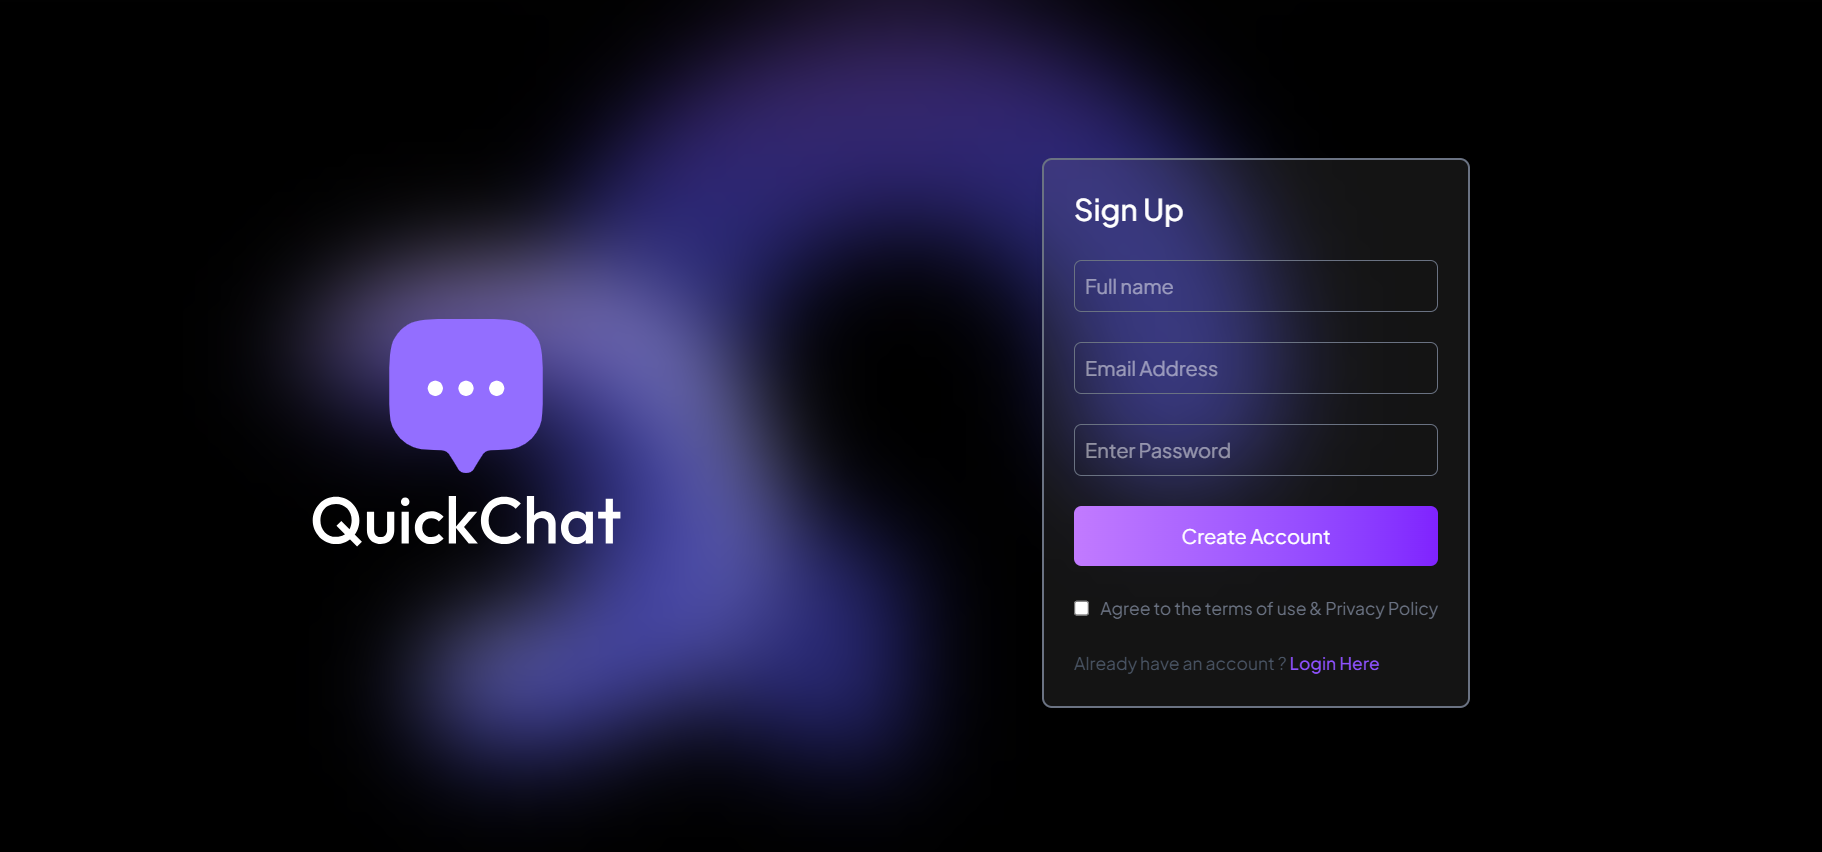 QuickChat
Sign Up
Full name
Email Address
Enter Password
Create Account
Agree to the terms of use & Privacy Policy
Already have an account ? Login Here